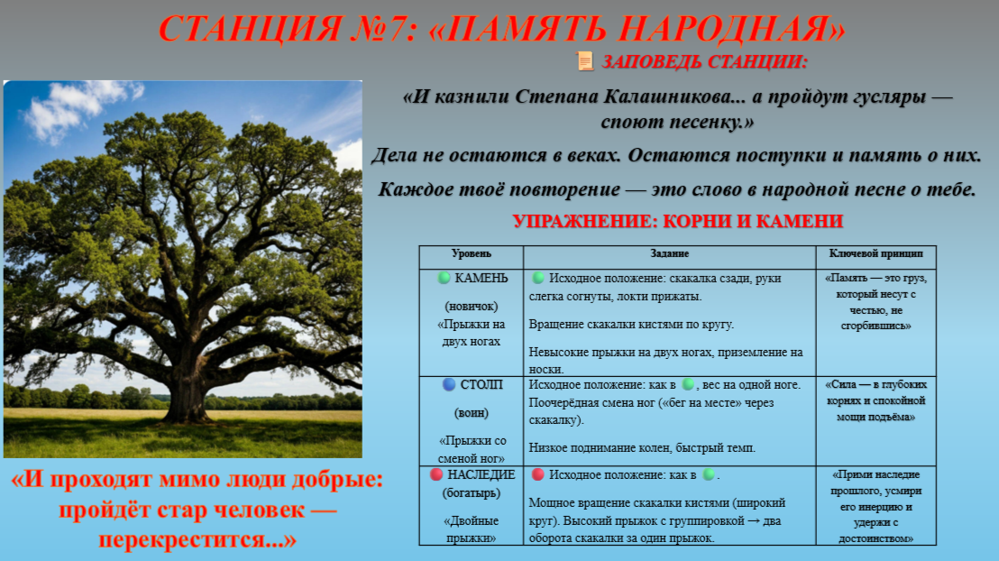 СТАНЦИЯ №7: «ПАМЯТЬ НАРОДНАЯ»
ЗАПОВЕДЬ СТАНЦИИ:
«И казнили Степана Калашникова... а пройдут гусляры —
споют песенку.»
Дела не остаются в веках. Остаются поступки и память о них.
Каждое твоё повторение — это слово в народной песне о тебе.
УПРАЖНЕНИЕ: КОРНИ И КАМЕНИ
Уровень
Задание
Ключевой принцип
КАМЕНЬ
(новичок)
«Прыжки на
двух ногах
Исходное положение: скакалка сзади, руки
слегка согнуты, локти прижаты.
Вращение скакалки кистями по кругу.
Невысокие прыжки на двух ногах, приземление на
носки.
«Память — это груз,
который несут с
честью, не
сгорбившись»
СТОЛП
(воин)
«Прыжки со
сменой ног»
Исходное положение: как в 🟢, вес на одной ноге.
Поочерёдная смена ног («бег на месте» через
скакалку).
Низкое поднимание колен, быстрый темп.
«Сила — в глубоких
корнях и спокойной
мощи подъёма»
НАСЛЕДИЕ
(богатырь)
«Двойные
прыжки»
Исходное положение: как в 🟢.
Мощное вращение скакалки кистями (широкий
круг). Высокий прыжок с группировкой → два
оборота скакалки за один прыжок.
«Прими наследие
прошлого, усмири
его инерцию и
удержи с
достоинством»
«И проходят мимо люди добрые:
пройдёт стар человек —
перекрестится...»